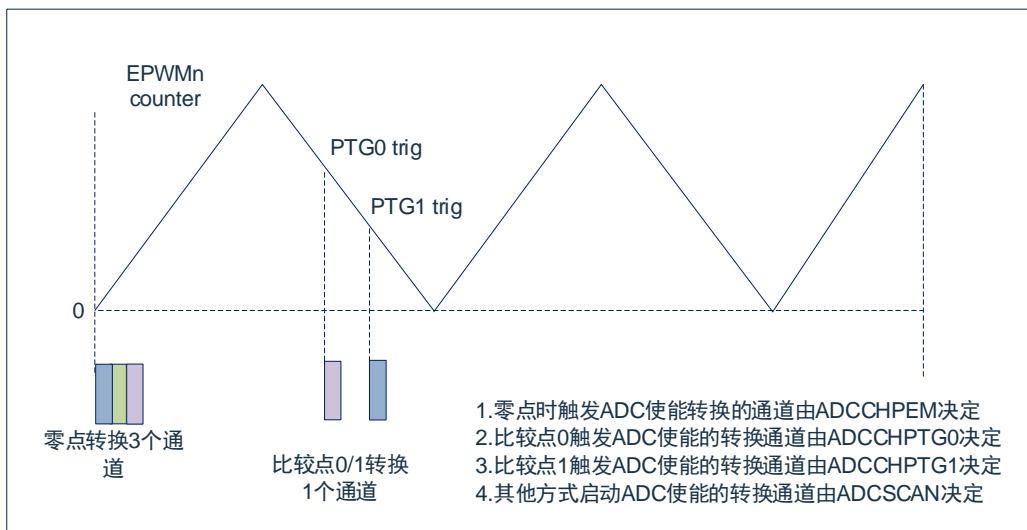 EPWMn
counter
PTG0 trig
PTG1 trig
0
零点转换3个通
道
比较点0/1转换
1个通道
1.零点时触发ADC使能转换的通道由ADCCHPEM决定
2.比较点0触发ADC使能的转换通道由ADCCHPTG0决定
3.比较点1触发ADC使能的转换通道由ADCCHPTG1决定
4.其他方式启动ADC使能的转换通道由ADCSCAN决定